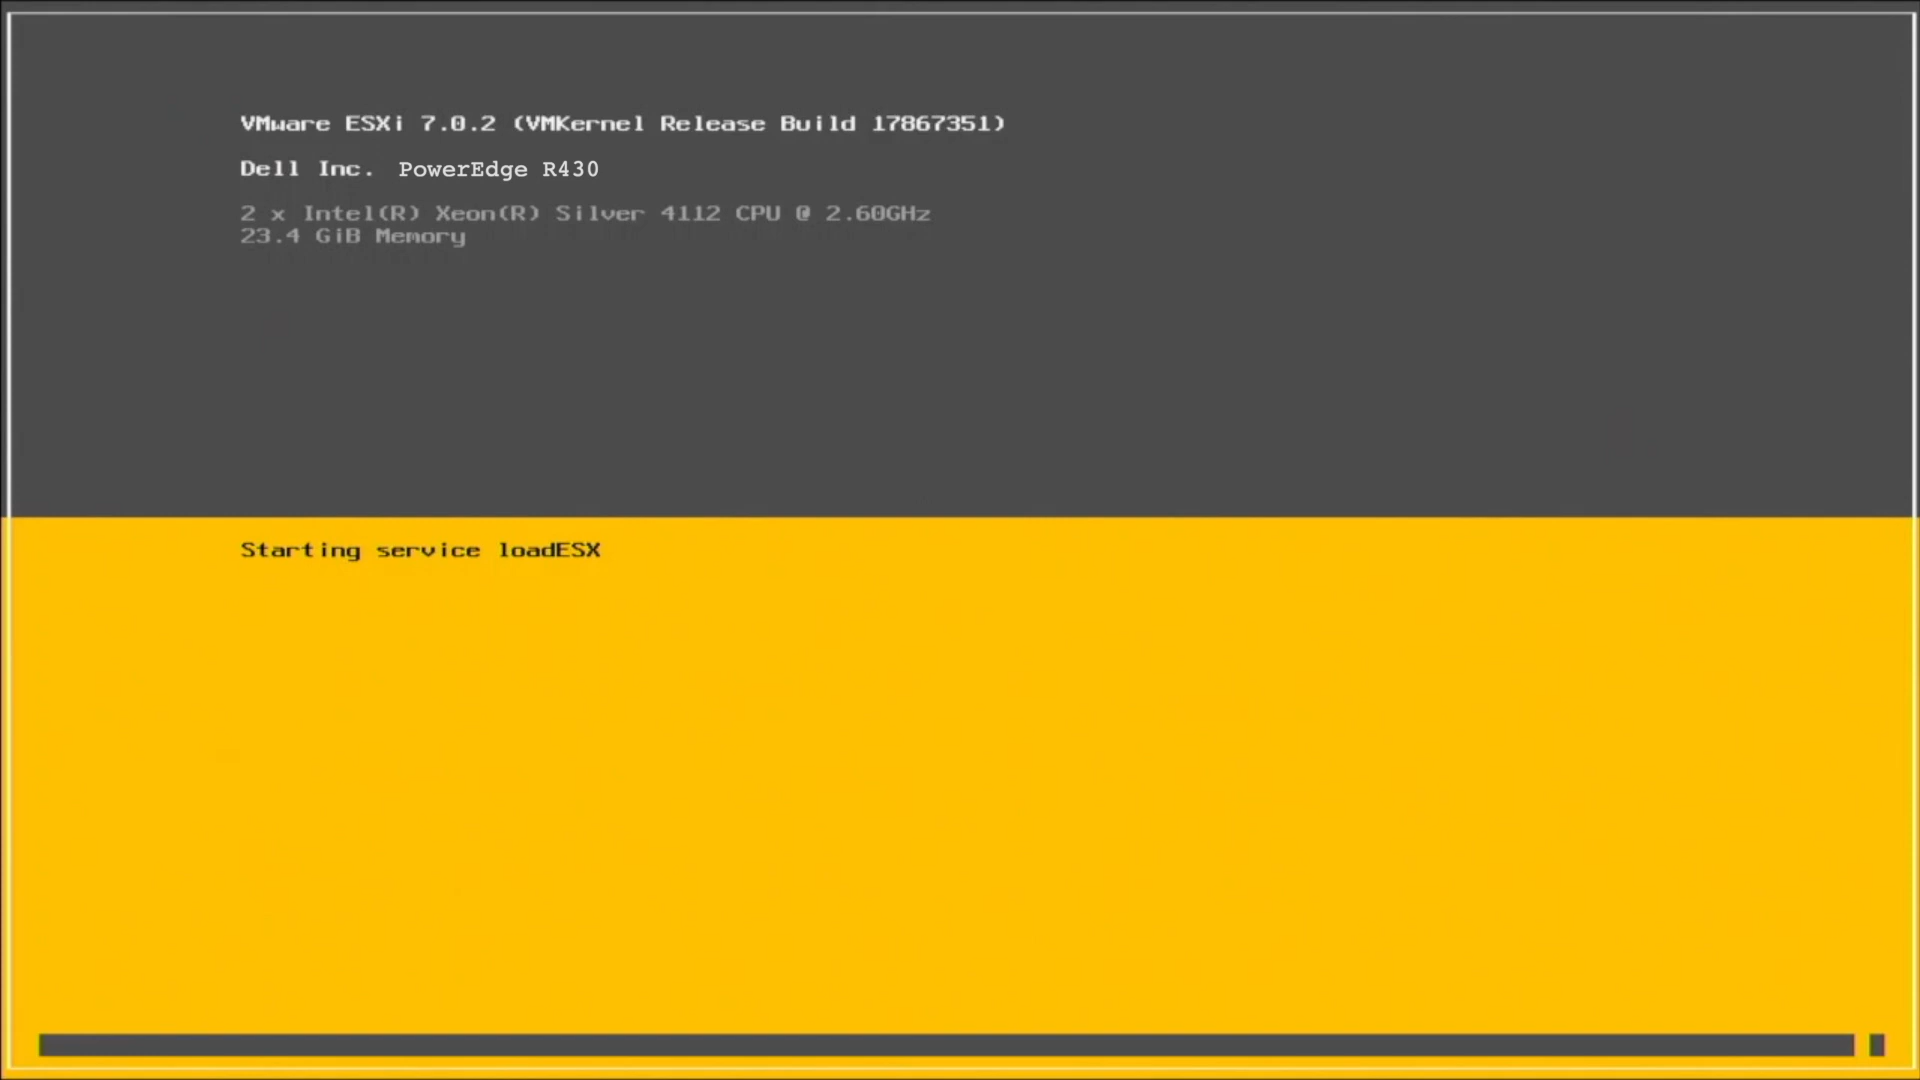 VMware ESXi 7.0.2 (VMKernel Release Build 17867351)
Dell Inc. PowerEdge R430
2 x Intel(R) Xeon(R) Silver 4112 CPU @ 2.60GHz
23.4 GiB Memory
Starting service loadESX